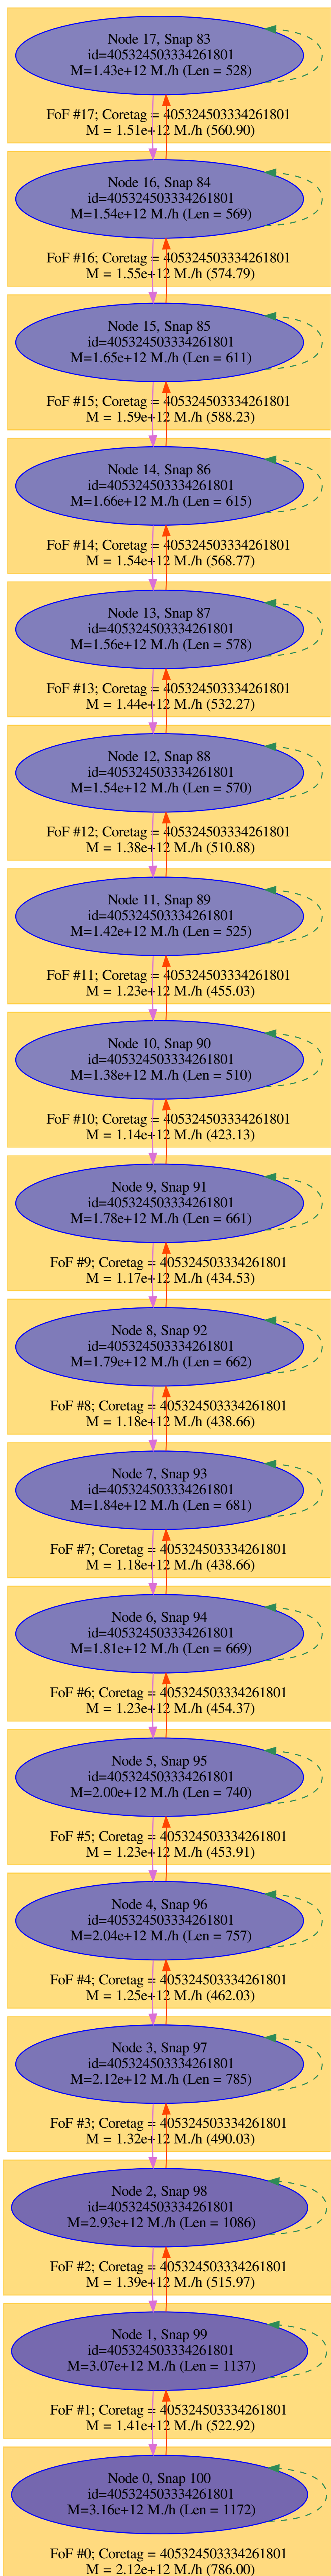 Node 17, Snap 83
id=405324503334261801
M=1.43e+12 M./h (Len = 528)
FoF #17; Coretag = 405324503334261801
M = 1.51e+12 M./h (560.90)
Node 16, Snap 84
id=405324503334261801
M=1.54e+12 M./h (Len = 569)
FoF #16; Coretag = 405324503334261801
M = 1.55e+12 M./h (574.79)
Node 15, Snap 85
id=405324503334261801
M=1.65e+12 M./h (Len = 611)
FoF #15; Coretag = 405324503334261801
M = 1.59e+12 M./h (588.23)
Node 14, Snap 86
id=405324503334261801
M=1.66e+12 M./h (Len = 615)
FoF #14; Coretag = 405324503334261801
M = 1.54e+12 M./h (568.77)
Node 13, Snap 87
id=405324503334261801
M=1.56e+12 M./h (Len = 578)
FoF #13; Coretag = 405324503334261801
M = 1.44e+12 M./h (532.27)
Node 12, Snap 88
id=405324503334261801
M=1.54e+12 M./h (Len = 570)
FoF #12; Coretag = 405324503334261801
M = 1.38e+12 M./h (510.88)
Node 11, Snap 89
id=405324503334261801
M=1.42e+12 M./h (Len = 525)
FoF #11; Coretag = 405324503334261801
M = 1.23e+12 M./h (455.03)
Node 10, Snap 90
id=405324503334261801
M=1.38e+12 M./h (Len = 510)
FoF #10; Coretag = 405324503334261801
M = 1.14e+12 M./h (423.13)
Node 9, Snap 91
id=405324503334261801
M=1.78e+12 M./h (Len = 661)
FoF #9; Coretag = 405324503334261801
M = 1.17e+12 M./h (434.53)
Node 8, Snap 92
id=405324503334261801
M=1.79e+12 M./h (Len = 662)
FoF #8; Coretag = 405324503334261801
M = 1.18e+12 M./h (438.66)
Node 7, Snap 93
id=405324503334261801
M=1.84e+12 M./h (Len = 681)
FoF #7; Coretag = 405324503334261801
M = 1.18e+12 M./h (438.66)
Node 6, Snap 94
id=405324503334261801
M=1.81e+12 M./h (Len = 669)
FoF #6; Coretag = 405324503334261801
M = 1.23e+12 M./h (454.37)
Node 5, Snap 95
id=405324503334261801
M=2.00e+12 M./h (Len = 740)
FoF #5; Coretag = 405324503334261801
M = 1.23e+12 M./h (453.91)
Node 4, Snap 96
id=405324503334261801
M=2.04e+12 M./h (Len = 757)
FoF #4; Coretag = 405324503334261801
M = 1.25e+12 M./h (462.03)
Node 3, Snap 97
id=405324503334261801
M=2.12e+12 M./h (Len = 785)
FoF #3; Coretag = 405324503334261801
M = 1.32e+12 M./h (490.03)
Node 2, Snap 98
id=405324503334261801
M=2.93e+12 M./h (Len = 1086)
FoF #2; Coretag = 405324503334261801
M = 1.39e+12 M./h (515.97)
Node 1, Snap 99
id=405324503334261801
M=3.07e+12 M./h (Len = 1137)
FoF #1; Coretag = 405324503334261801
M = 1.41e+12 M./h (522.92)
Node 0, Snap 100
id=405324503334261801
M=3.16e+12 M./h (Len = 1172)
FoF #0; Coretag = 405324503334261801
M = 2.12e+12 M./h (786.00)